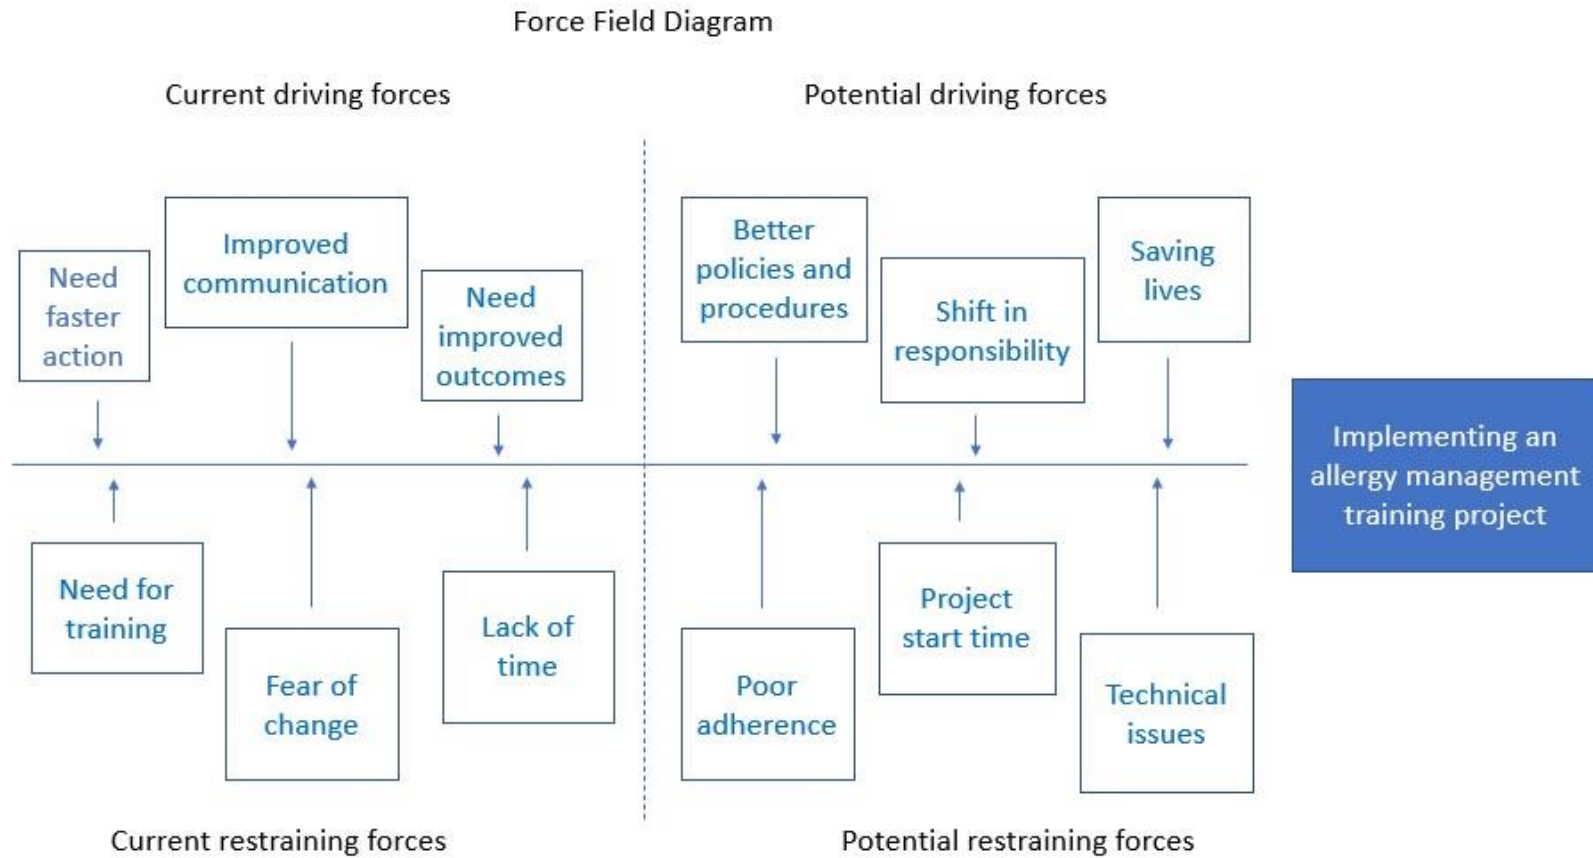 Force Field Diagram
Current driving forces
Potential driving forces
Need
faster
action
Improved
communication
Need
improved
outcomes
Better
policies and
procedures
Shift in
responsibility
Saving
lives
Implementing an
allergy management
training project
Need for
training
Fear of
change
Lack of
time
Poor
adherence
Project
start time
Technical
issues
Current restraining forces
Potential restraining forces